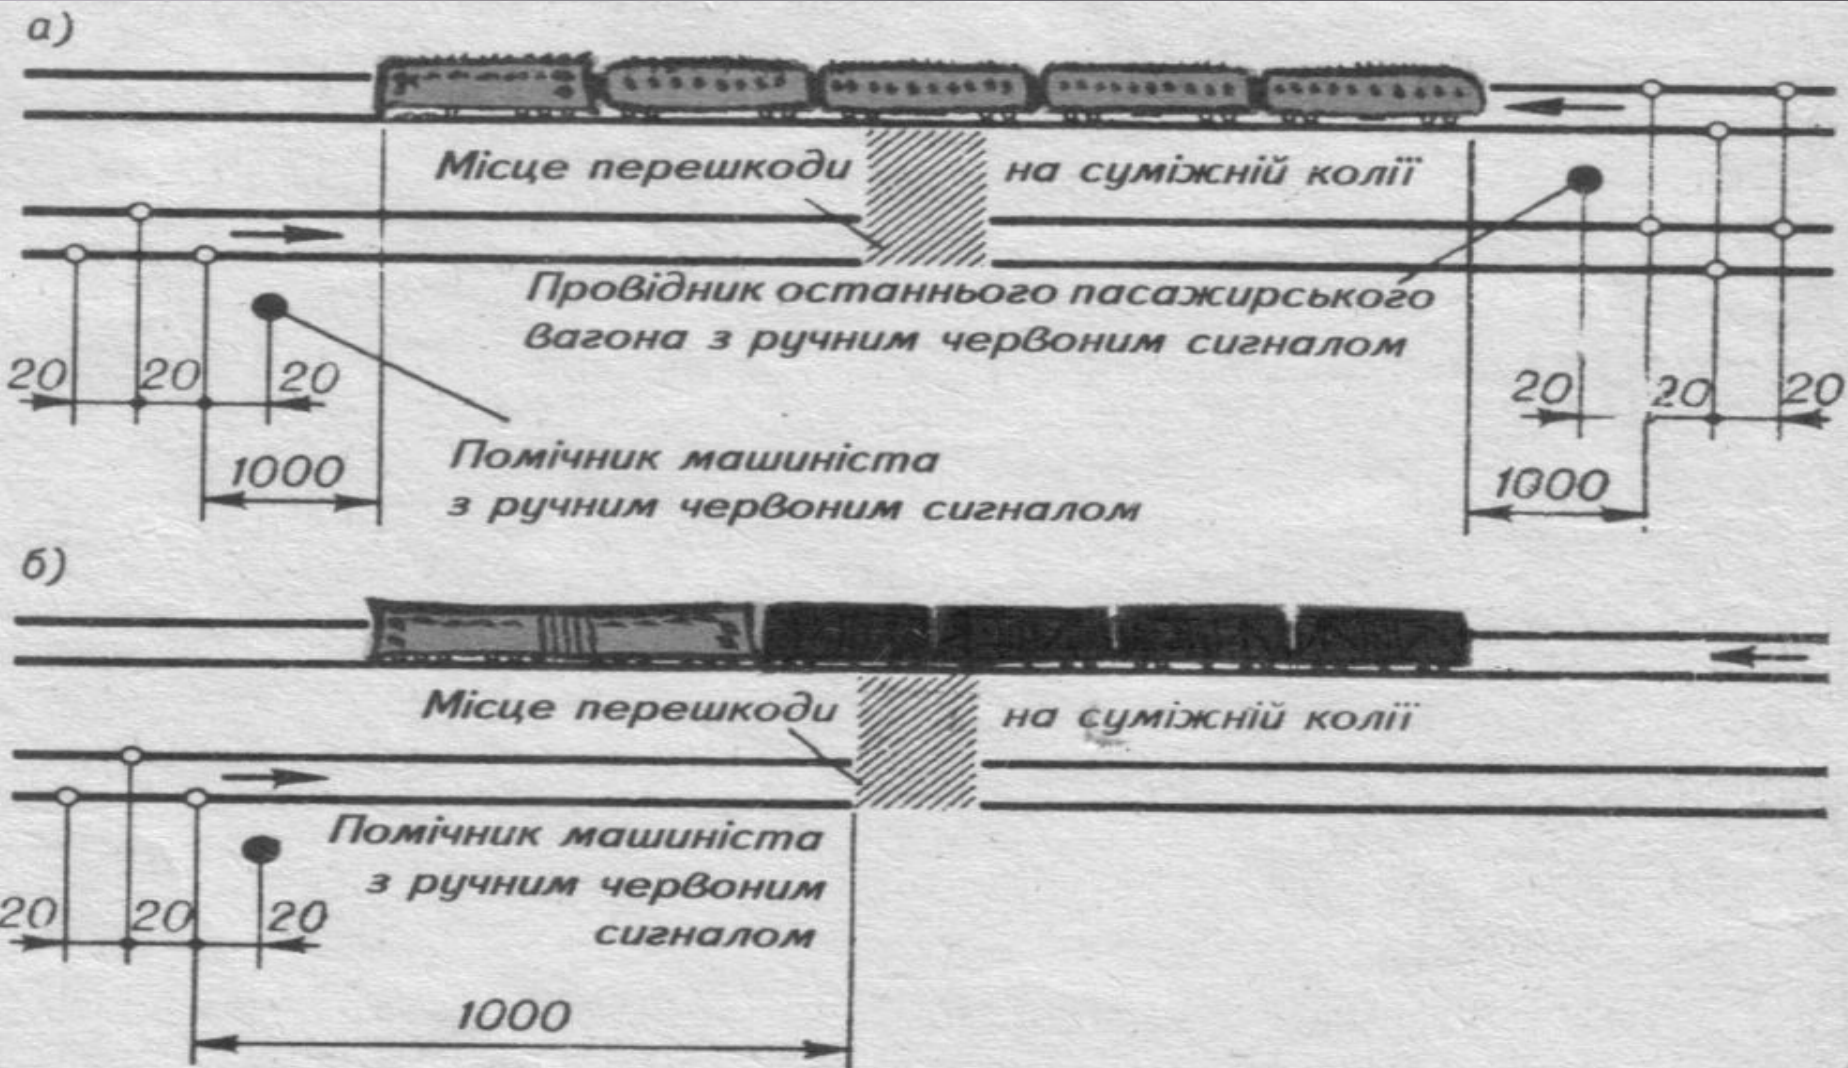 а)
Місце перешкоди на суміжній колії
Провідник останнього пасажирського
вагона з ручним червоним сигналом
20 20 20
20 20 20
Помічник машиніста
з ручним червоним сигналом
1000
1000
б)
Місце перешкоди на суміжній колії
Помічник машиніста
з ручним червоним
сигналом
20 20 20
1000